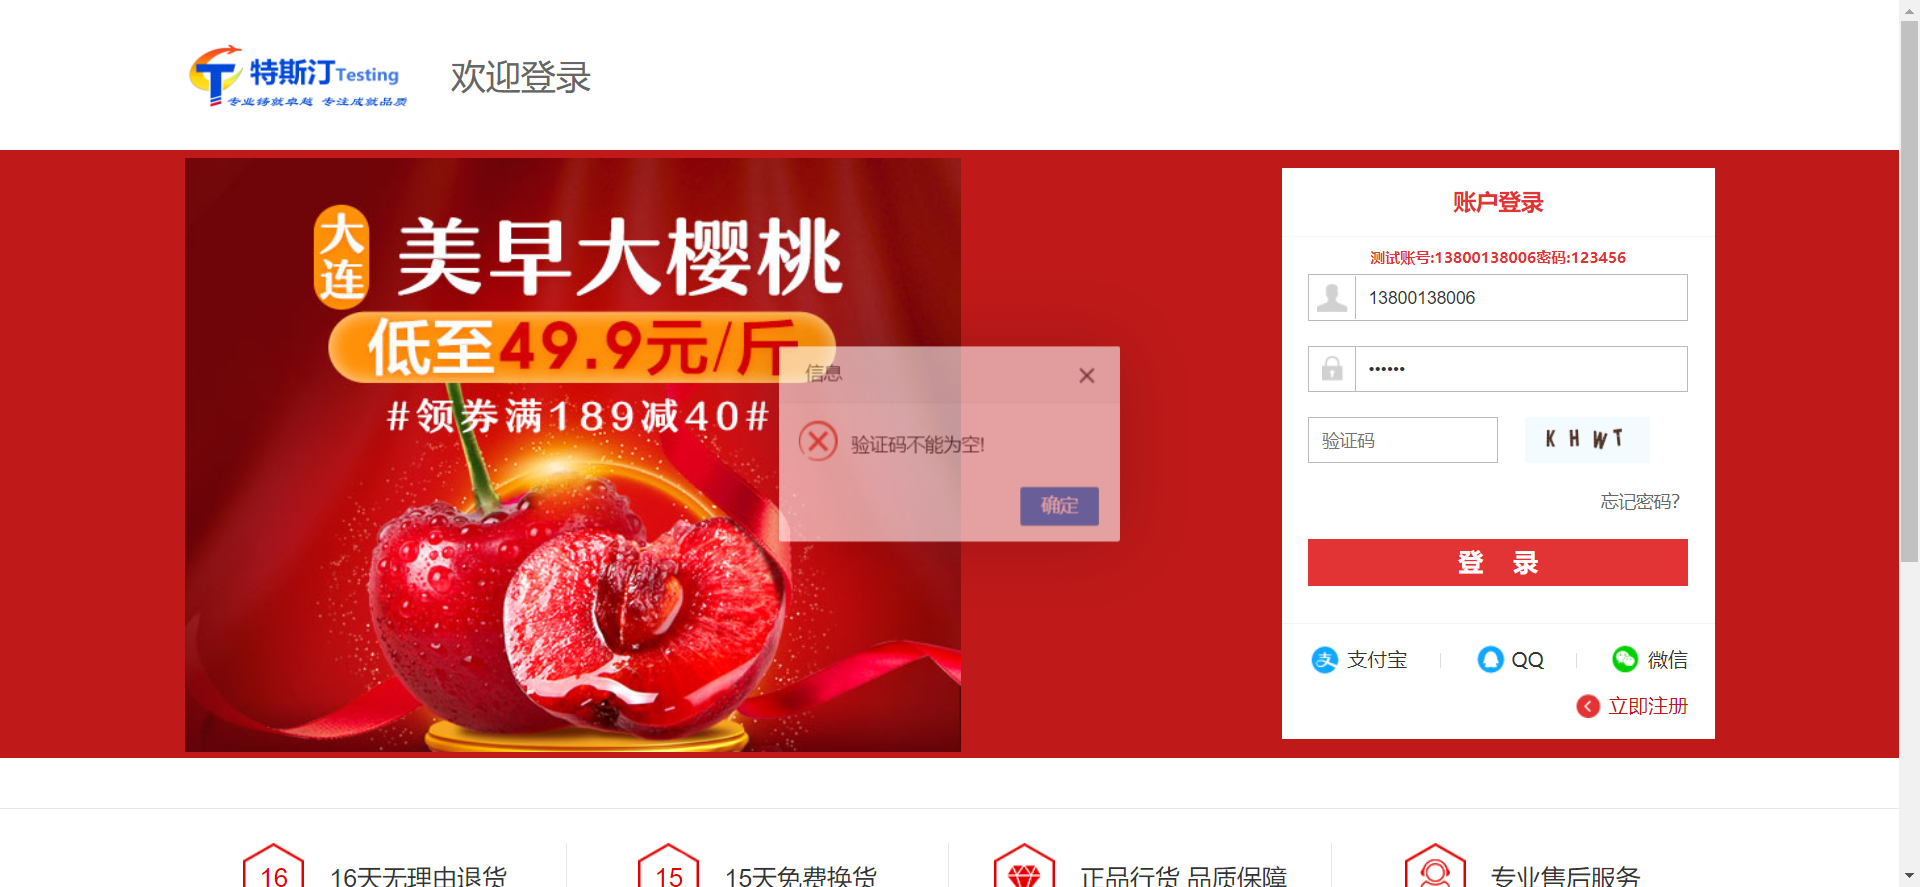 特斯汀Testing
专业铸就卓越 专注成就品质
欢迎登录
大连
美早大樱桃
低至49.9元/斤
#领券满189减40#
信息
验证码不能为空!
确定
账户登录
测试账号:13800138006密码:123456
13800138006
••••••
验证码
KHWT
忘记密码?
登 录
支付宝
QQ
微信
立即注册
16 16天无理由退货
15 15天免费换货
正品行货 品质保障
专业售后服务